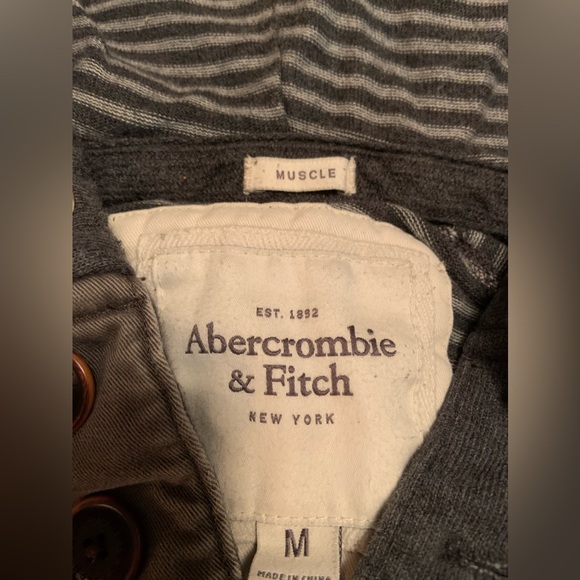 MUSCLE
EST. 1892
Abercrombie
& Fitch
NEW YORK
M
MADE IN CHINA